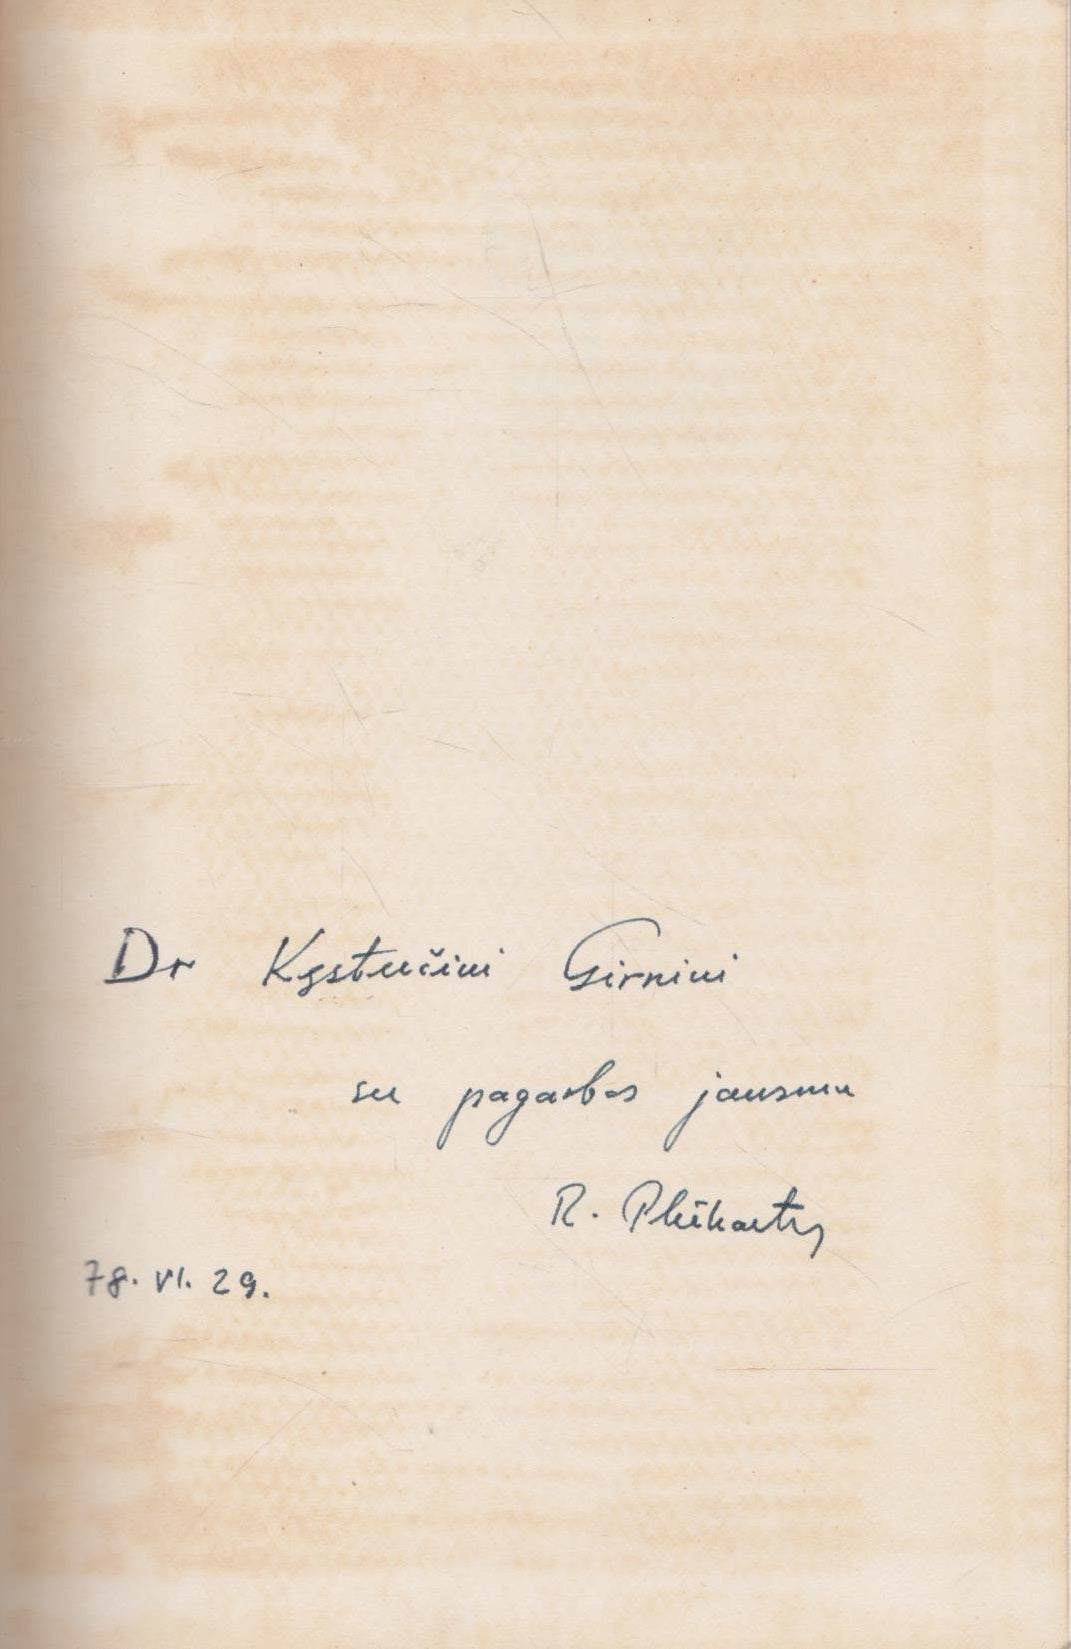 Dr Kęstučiui Girniui
su pagarbos jausmu
R. Plečkaitis
78. VI. 29.